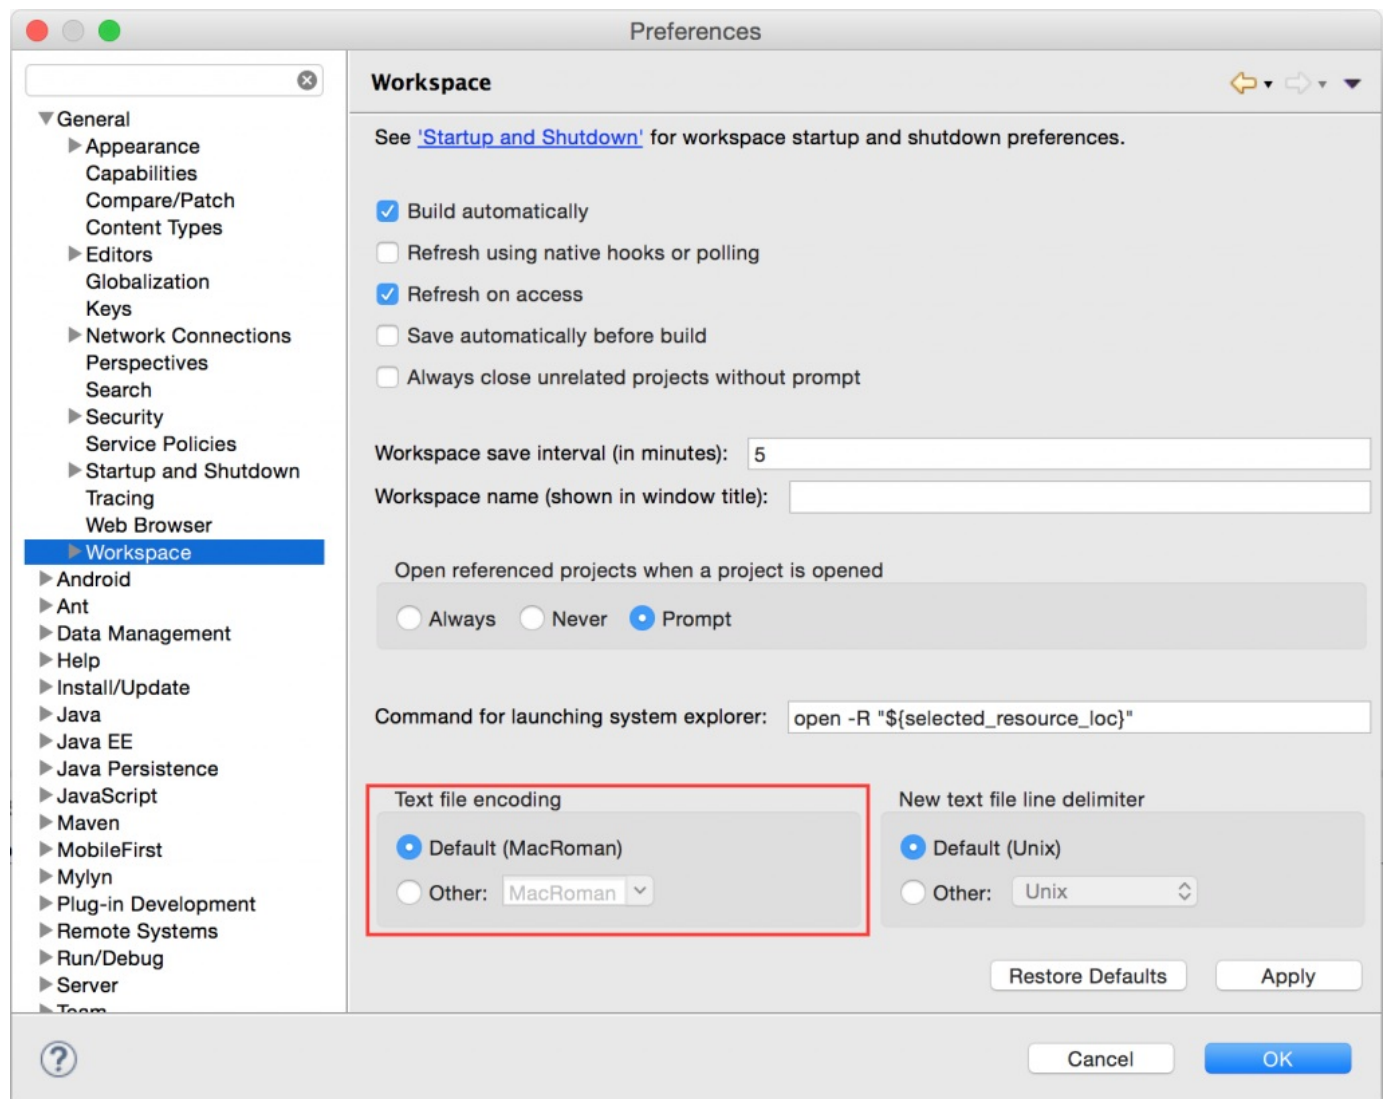 Preferences
General
Appearance
Capabilities
Compare/Patch
Content Types
Editors
Globalization
Keys
Network Connections
Perspectives
Search
Security
Service Policies
Startup and Shutdown
Tracing
Web Browser
Workspace
Android
Ant
Data Management
Help
Install/Update
Java
Java EE
Java Persistence
JavaScript
Maven
MobileFirst
Mylyn
Plug-in Development
Remote Systems
Run/Debug
Server
Team
Workspace
See 'Startup and Shutdown' for workspace startup and shutdown preferences.
Build automatically
Refresh using native hooks or polling
Refresh on access
Save automatically before build
Always close unrelated projects without prompt
Workspace save interval (in minutes): 5
Workspace name (shown in window title):
Open referenced projects when a project is opened
Always Never Prompt
Command for launching system explorer: open -R "${selected_resource_loc}"
Text file encoding
Default (MacRoman)
Other: MacRoman
New text file line delimiter
Default (Unix)
Other: Unix
Restore Defaults Apply
? Cancel OK